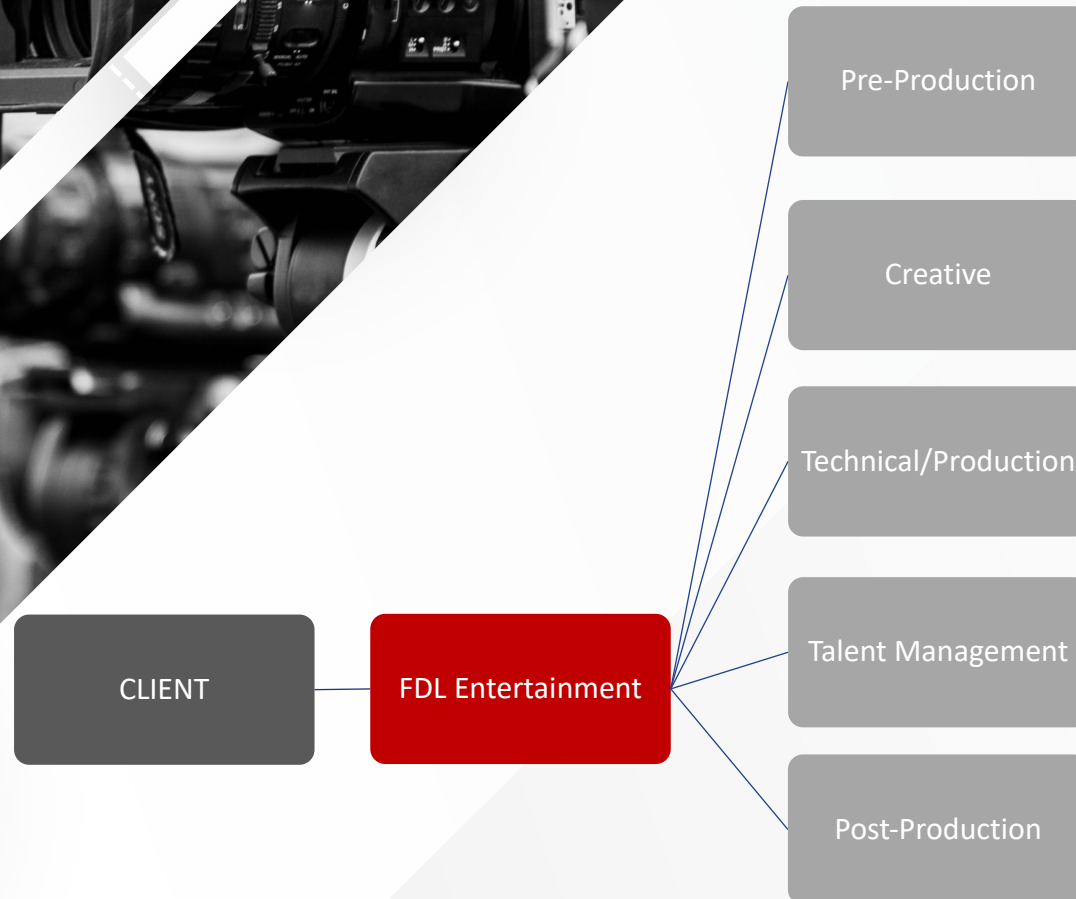 Pre-Production
Creative
Technical/Production
Talent Management
CLIENT
FDL Entertainment
Post-Production